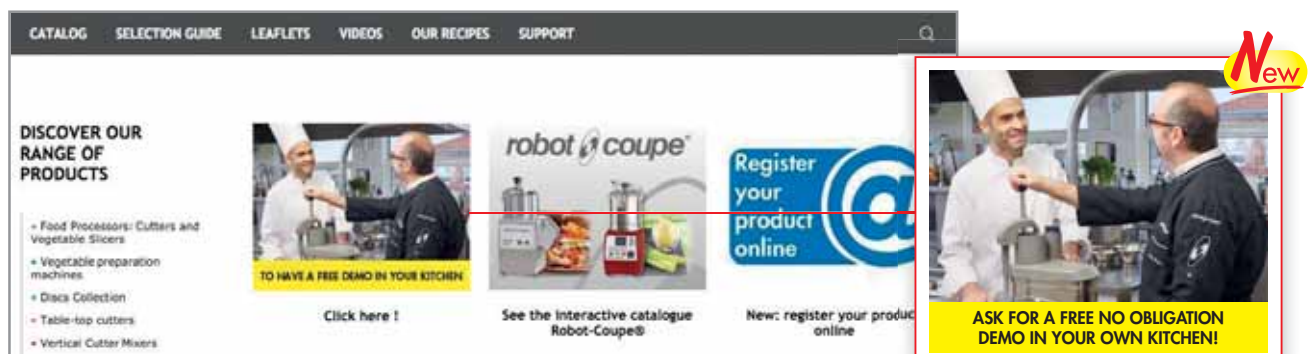 CATALOG SELECTION GUIDE LEAFLETS VIDEOS OUR RECIPES SUPPORT
New
DISCOVER OUR
RANGE OF
PRODUCTS
• Food Processors: Cutters and
Vegetable Slicers
• Vegetable preparation
machines
• Discs Collection
• Table-top cutters
• Vertical Cutter Mixers
TO HAVE A FREE DEMO IN YOUR KITCHEN
Click here !
robot coupe®
See the interactive catalogue
Robot-Coupe®
Register
your
product
online
@
New: register your produc
online
ASK FOR A FREE NO OBLIGATION
DEMO IN YOUR OWN KITCHEN!